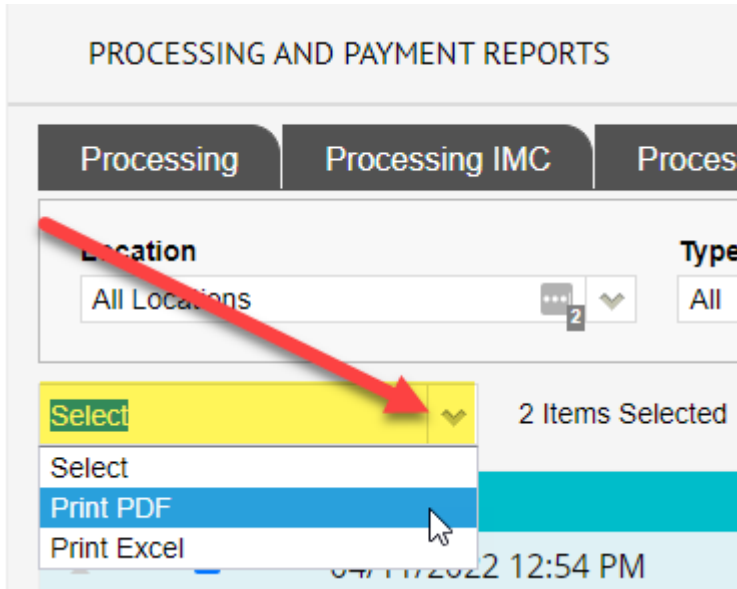 PROCESSING AND PAYMENT REPORTS
Processing Processing IMC Proces
Location Type
All Locations 2 All
Select 2 Items Selected
Select
Print PDF
Print Excel
04/11/2022 12:54 PM